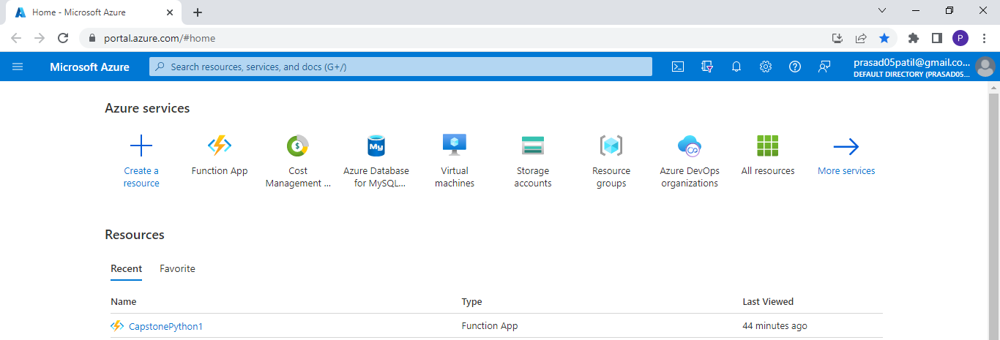 Home - Microsoft Azure
portal.azure.com/#home
P
Microsoft Azure
Search resources, services, and docs (G+/)
prasad05patil@gmail.co...
DEFAULT DIRECTORY (PRASAD05...
Azure services
Create a resource
Function App
Cost Management ...
My
Azure Database for MySQL...
Virtual machines
Storage accounts
Resource groups
Azure DevOps organizations
All resources
More services
Resources
Recent Favorite
Name Type Last Viewed
CapstonePython1 Function App 44 minutes ago